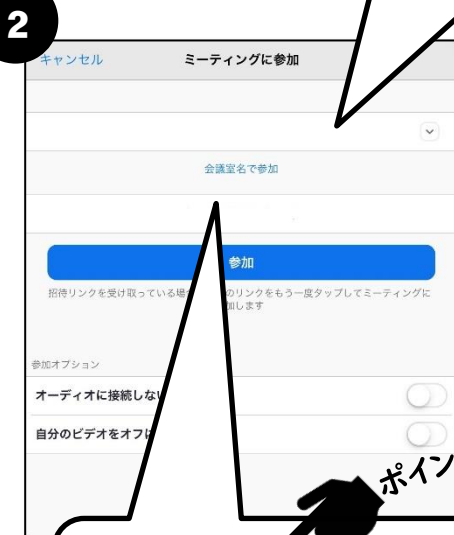 2
キャンセル ミーティングに参加
会議室名で参加
参加
招待リンクを受け取っている場 のリンクをもう一度タップしてミーティングに
加します
参加オプション
オーディオに接続しな
自分のビデオをオフ
ポイン